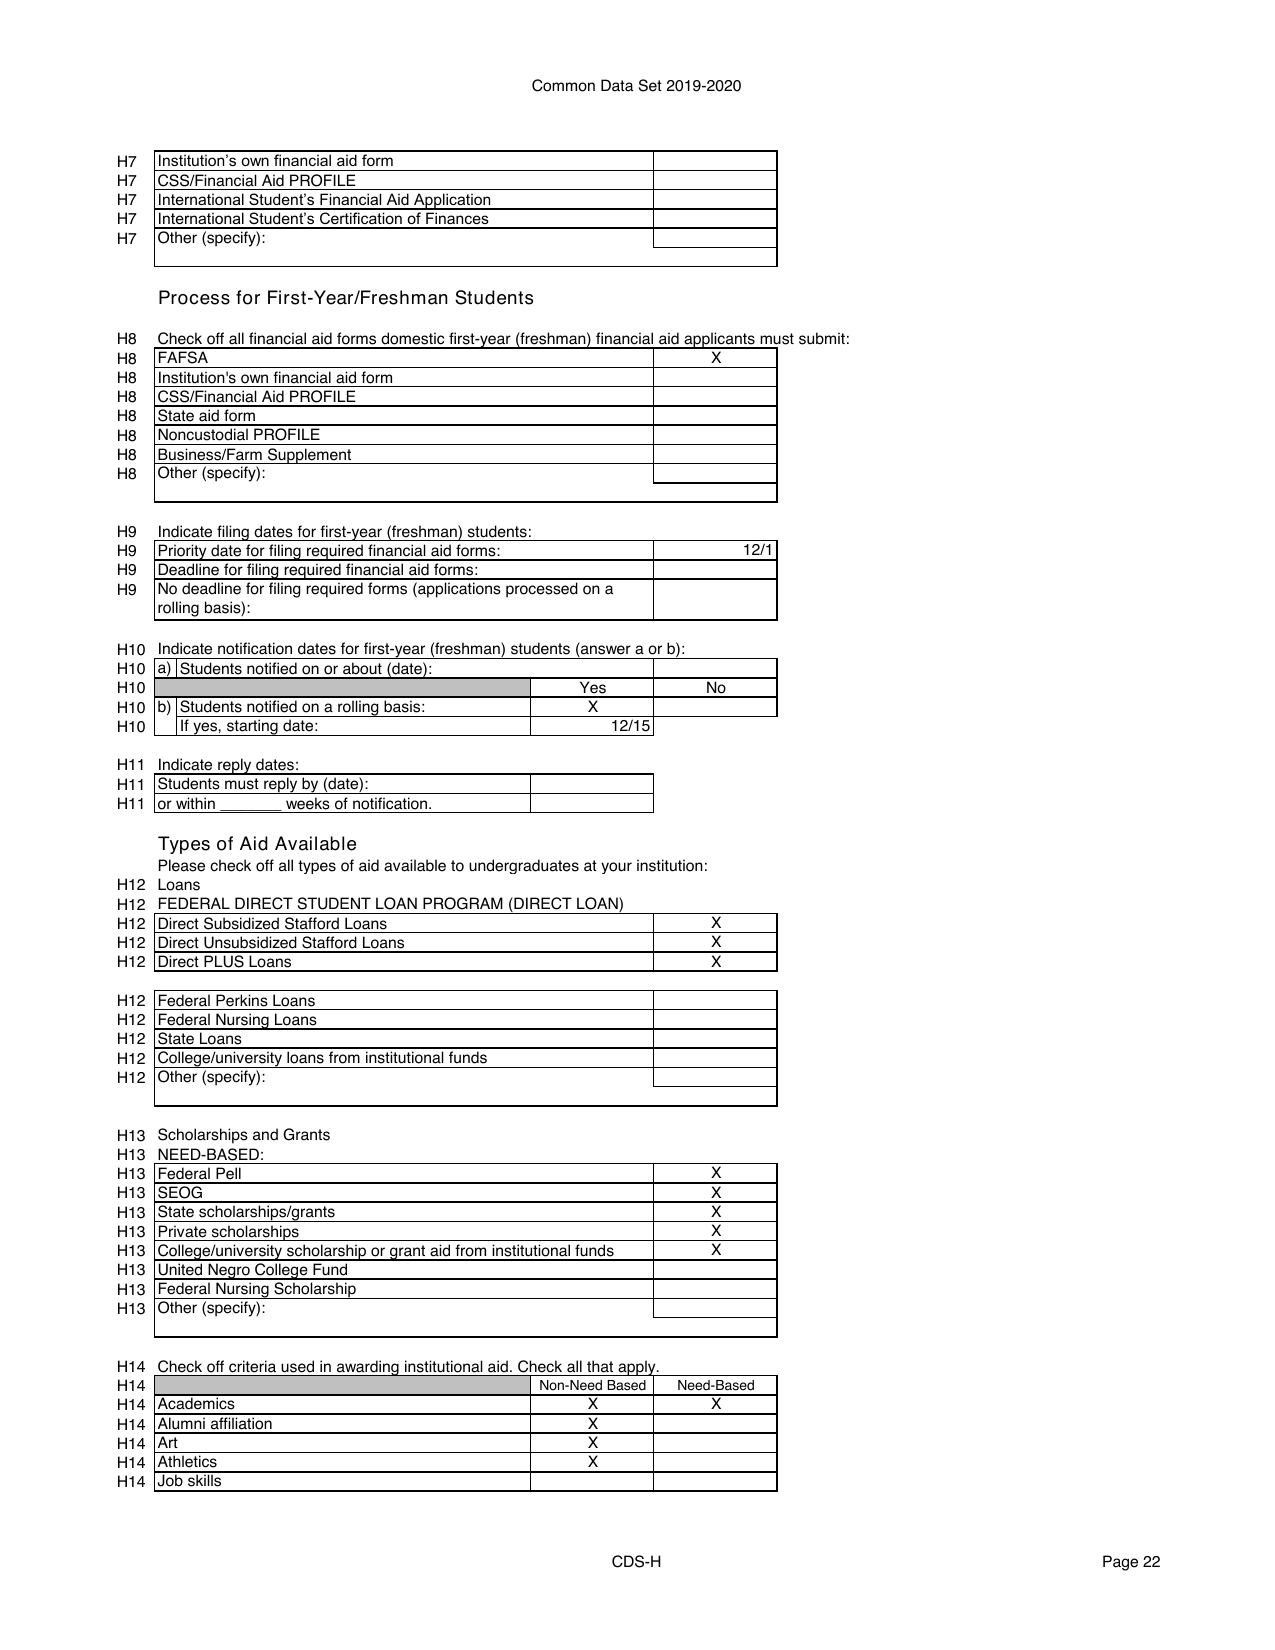 Common Data Set 2019-2020
H7 Institution’s own financial aid form
H7 CSS/Financial Aid PROFILE
H7 International Student’s Financial Aid Application
H7 International Student’s Certification of Finances
H7 Other (specify):
Process for First-Year/Freshman Students
H8 Check off all financial aid forms domestic first-year (freshman) financial aid applicants must submit:
H8 FAFSA X
H8 Institution's own financial aid form
H8 CSS/Financial Aid PROFILE
H8 State aid form
H8 Noncustodial PROFILE
H8 Business/Farm Supplement
H8 Other (specify):
H9 Indicate filing dates for first-year (freshman) students:
H9 Priority date for filing required financial aid forms: 12/1
H9 Deadline for filing required financial aid forms:
H9 No deadline for filing required forms (applications processed on a
rolling basis):
H10 Indicate notification dates for first-year (freshman) students (answer a or b):
H10 a) Students notified on or about (date):
H10 Yes No
H10 b) Students notified on a rolling basis: X
H10 If yes, starting date: 12/15
H11 Indicate reply dates:
H11 Students must reply by (date):
H11 or within _______ weeks of notification.
Types of Aid Available
Please check off all types of aid available to undergraduates at your institution:
H12 Loans
H12 FEDERAL DIRECT STUDENT LOAN PROGRAM (DIRECT LOAN)
H12 Direct Subsidized Stafford Loans X
H12 Direct Unsubsidized Stafford Loans X
H12 Direct PLUS Loans X
H12 Federal Perkins Loans
H12 Federal Nursing Loans
H12 State Loans
H12 College/university loans from institutional funds
H12 Other (specify):
H13 Scholarships and Grants
H13 NEED-BASED:
H13 Federal Pell X
H13 SEOG X
H13 State scholarships/grants X
H13 Private scholarships X
H13 College/university scholarship or grant aid from institutional funds X
H13 United Negro College Fund
H13 Federal Nursing Scholarship
H13 Other (specify):
H14 Check off criteria used in awarding institutional aid. Check all that apply.
H14 Non-Need Based Need-Based
H14 Academics X X
H14 Alumni affiliation X
H14 Art X
H14 Athletics X
H14 Job skills
CDS-H Page 22